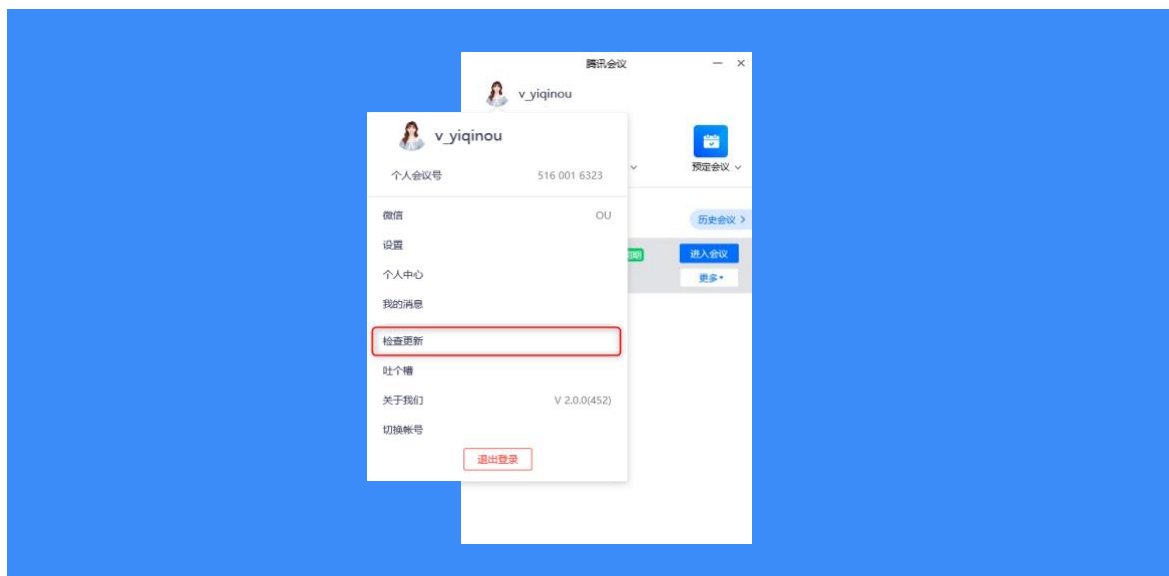 腾讯会议
v_yiqinou
v_yiqinou
预定会议
个人会议号 516 001 6323
微信 OU
历史会议
设置
进入会议
个人中心
更多
我的消息
检查更新
吐个槽
关于我们 V 2.0.0(452)
切换帐号
退出登录